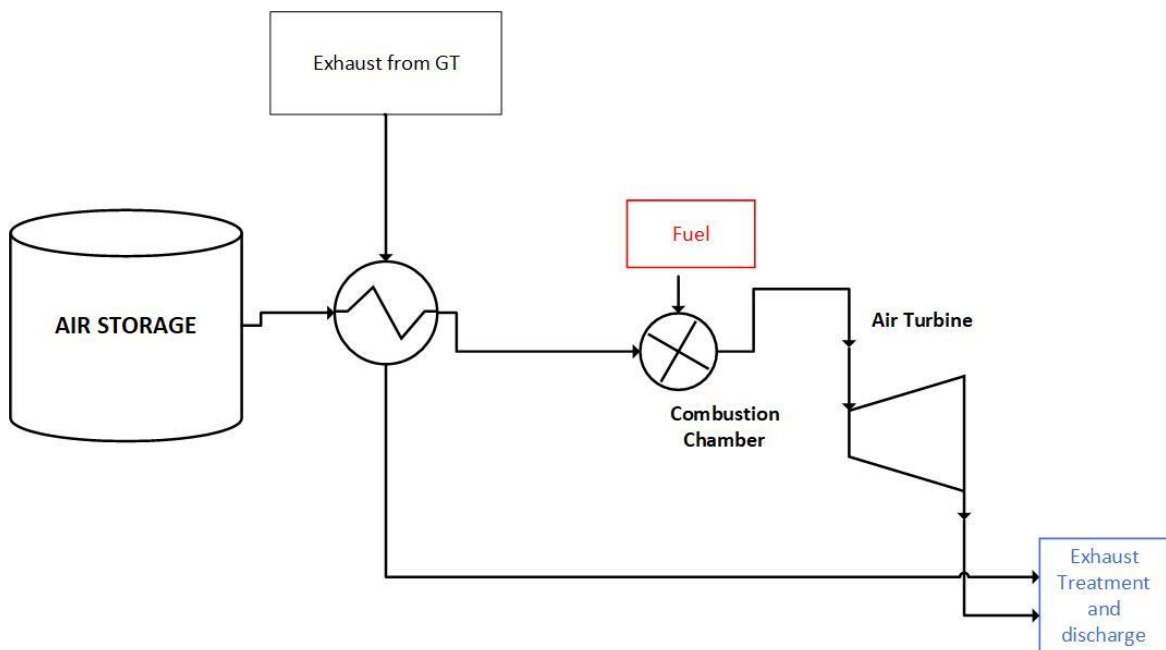 Exhaust from GT
Fuel
AIR STORAGE
Air Turbine
Combustion
Chamber
Exhaust
Treatment
and
discharge